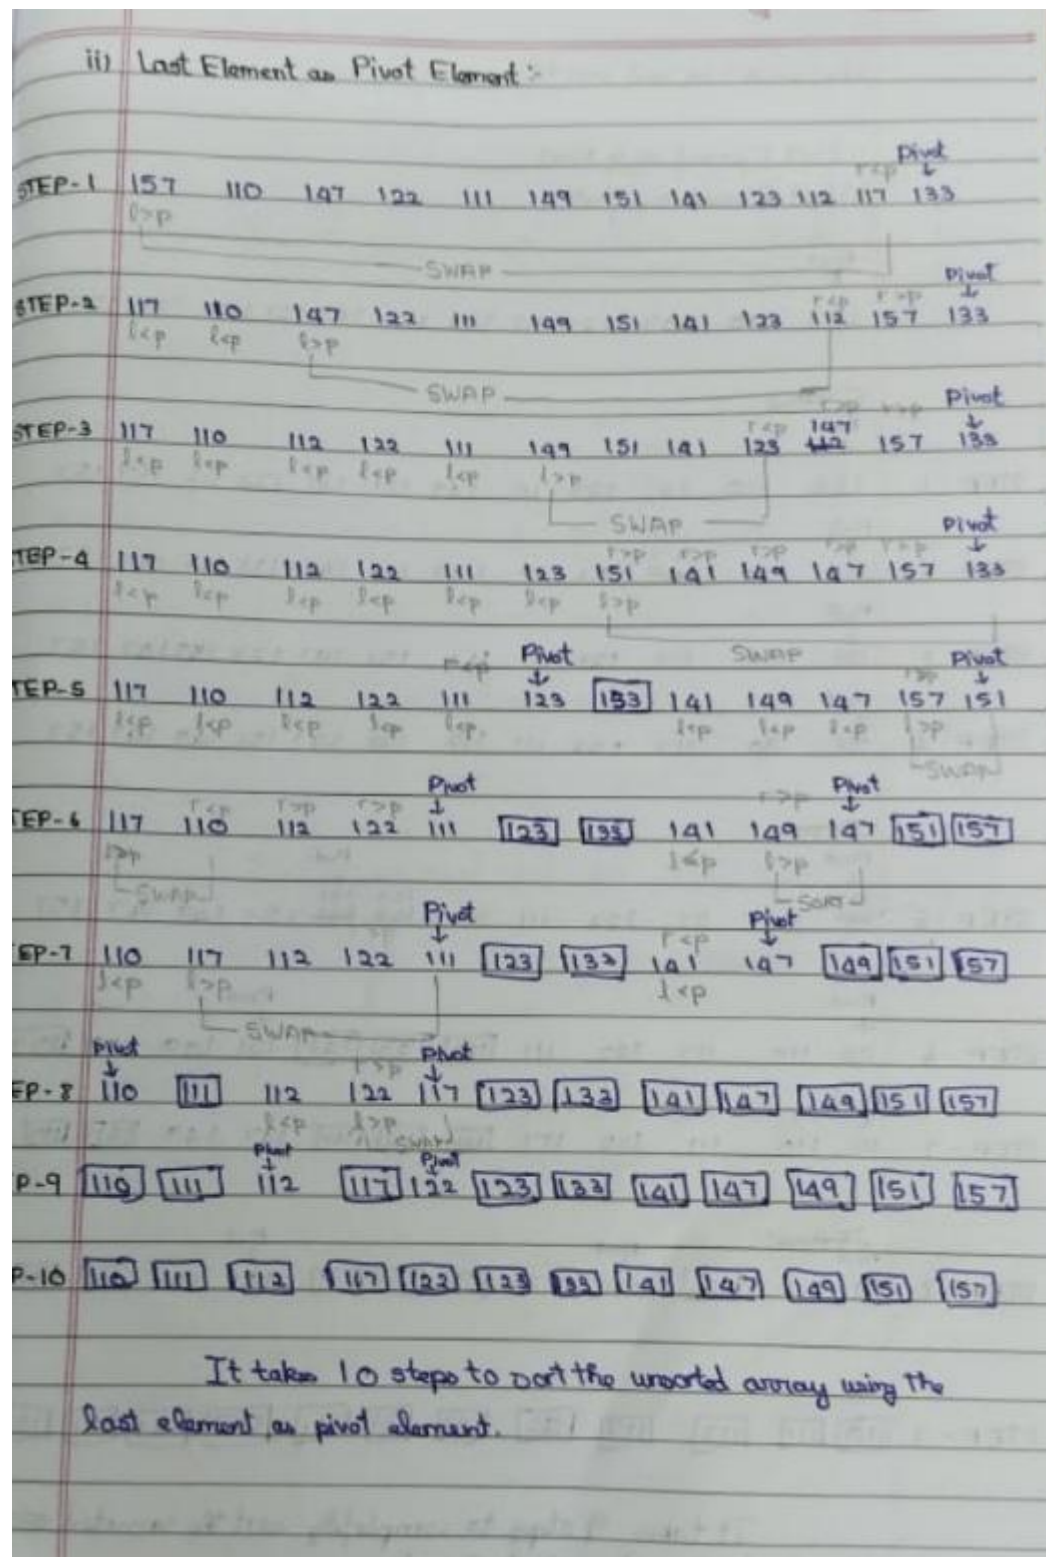 ii) Last Element as Pivot Element :-
Pivot
r<p ↓
STEP-1 157 110 147 122 111 149 151 141 123 112 117 133
l>p
SWAP
Pivot
r<p r>p ↓
STEP-2 117 110 147 122 111 149 151 141 123 112 157 133
l<p l<p l>p
SWAP
Pivot
r<p r>p r>p ↓
147
STEP-3 117 110 112 122 111 149 151 141 123 112 157 133
l<p l<p l<p l<p l<p l>p
SWAP
Pivot
r>p r>p r>p r>p r>p ↓
TEP-4 117 110 112 122 111 123 151 141 149 147 157 133
l<p l<p l<p l<p l<p l<p l>p
SWAP
Pivot Pivot
r<p ↓ r>p ↓
TEP-5 117 110 112 122 111 123 133 141 149 147 157 151
l<p l<p l<p l<p l<p l<p l<p l<p l>p
SWAP
Pivot Pivot
r<p r>p r>p ↓ r>p ↓
TEP-6 117 110 112 122 111 123 133 141 149 147 151 157
l>p l<p l>p
SWAP
Pivot Pivot
↓ r<p ↓
EP-7 110 117 112 122 111 123 133 141 147 149 151 157
l<p l>p l<p
SWAP
Pivot Pivot
↓ r>p ↓
EP-8 110 111 112 122 117 123 133 141 147 149 151 157
l<p l>p
SWAP
Pivot Pivot
↓ ↓
P-9 110 111 112 117 122 123 133 141 147 149 151 157
P-10 110 111 112 117 122 123 133 141 147 149 151 157
It takes 10 steps to sort the unsorted array using the
last element as pivot element.